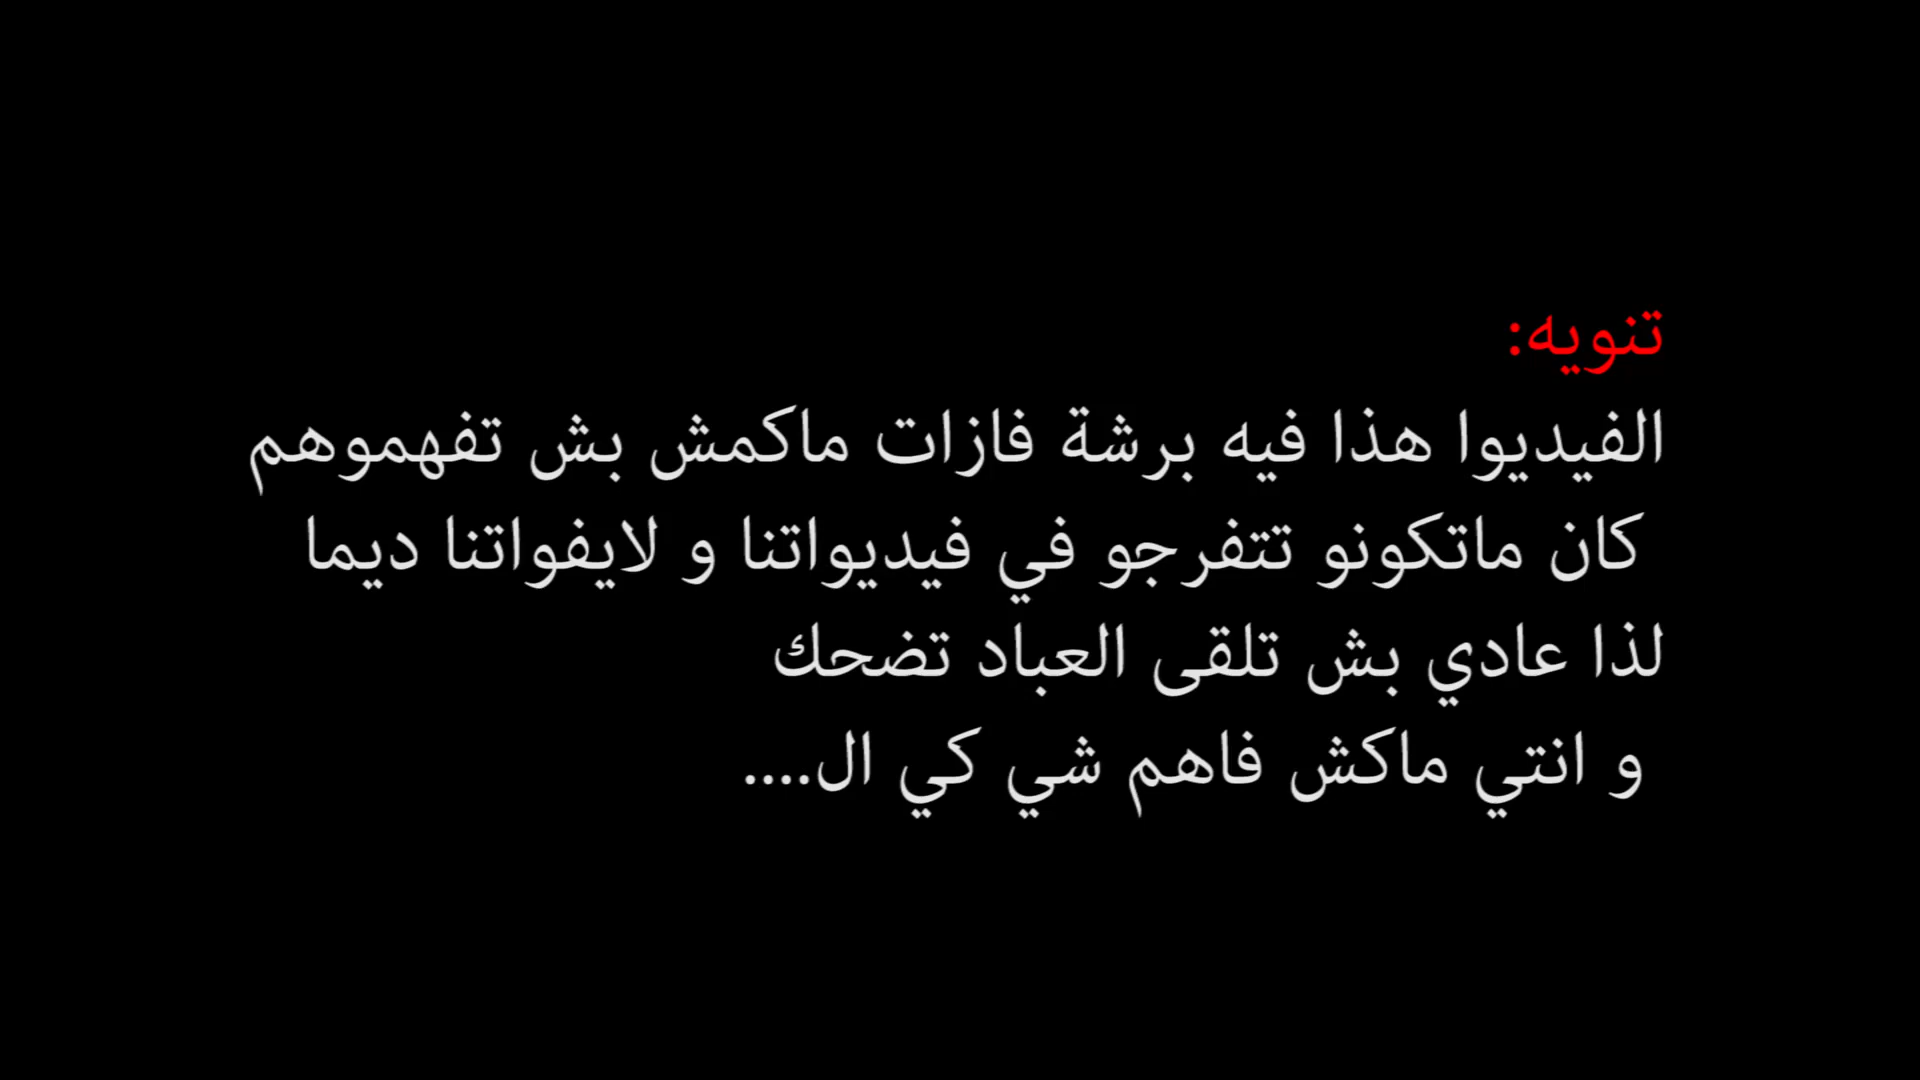 تنويه:
الفيديوا هذا فيه برشة فازات ماكمش بش تفهموهم
كان ماتكونو تتفرجو في فيديواتنا و لايفواتنا ديما
لذا عادي بش تلقى العباد تضحك
و انتي ماكش فاهم شي كي ال....